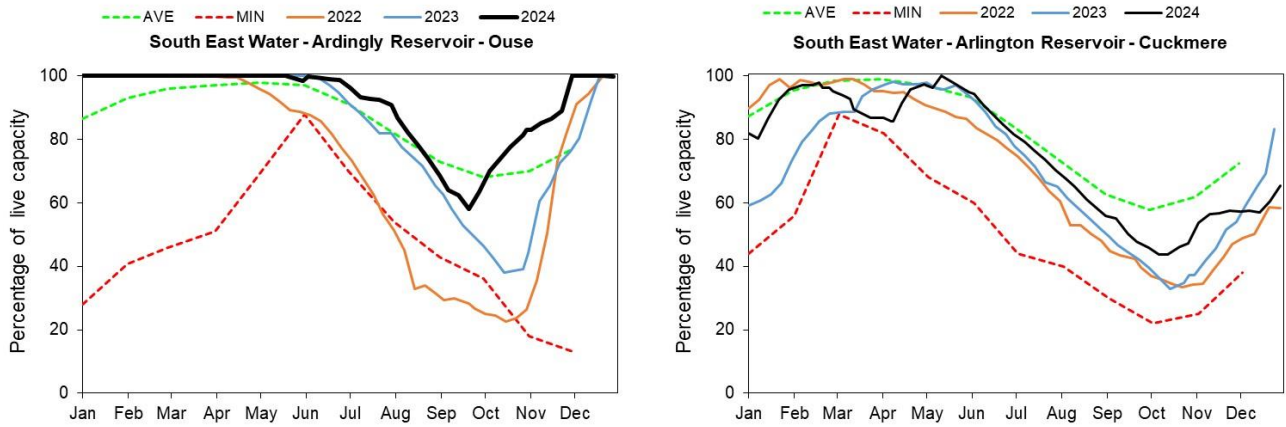 AVE MIN 2022 2023 2024
South East Water - Ardingly Reservoir - Ouse
Percentage of live capacity
100
80
60
40
20
0
Jan Feb Mar Apr May Jun Jul Aug Sep Oct Nov Dec
AVE MIN 2022 2023 2024
South East Water - Arlington Reservoir - Cuckmere
Percentage of live capacity
100
80
60
40
20
0
Jan Feb Mar Apr May Jun Jul Aug Sep Oct Nov Dec